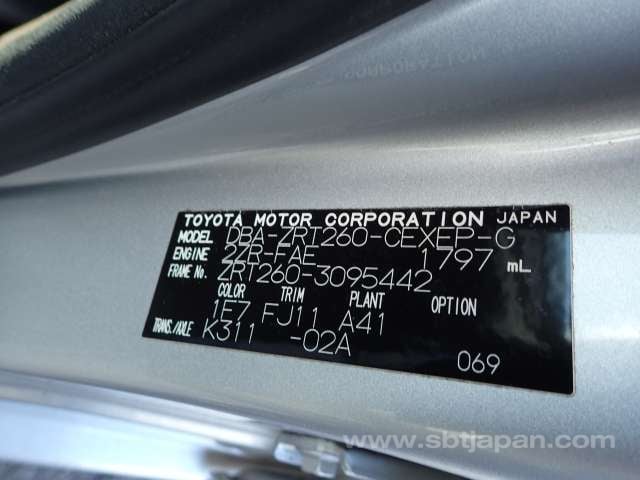 TOYOTA MOTOR CORPORATION JAPAN
MODEL DBA-ZRT260-CEXEP-G
ENGINE 2ZR-FAE 1797 mL
FRAME No. ZRT260-3095442
COLOR TRIM PLANT OPTION
1E7 FJ11 A41
TRANS./AXLE K311 -02A
069
www.sbtjapan.com